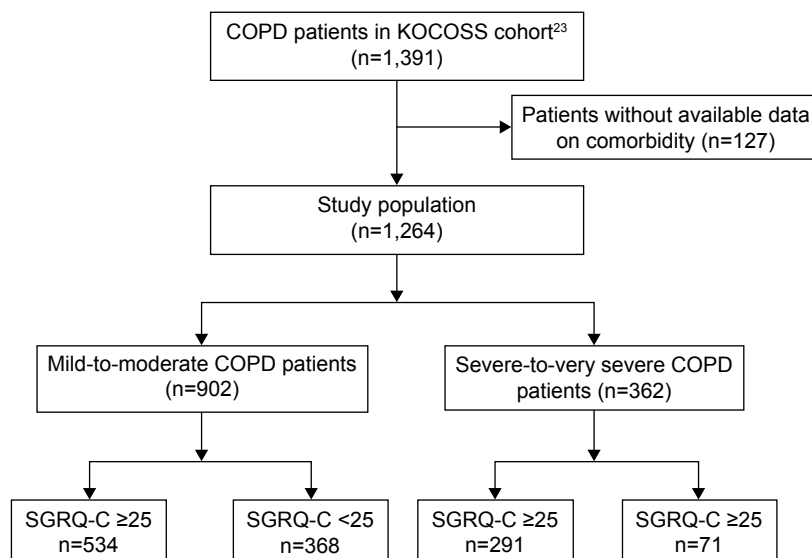 COPD patients in KOCOSS cohort²³
(n=1,391)
Patients without available data
on comorbidity (n=127)
Study population
(n=1,264)
Mild-to-moderate COPD patients
(n=902)
Severe-to-very severe COPD
patients (n=362)
SGRQ-C ≥25
n=534
SGRQ-C <25
n=368
SGRQ-C ≥25
n=291
SGRQ-C ≥25
n=71